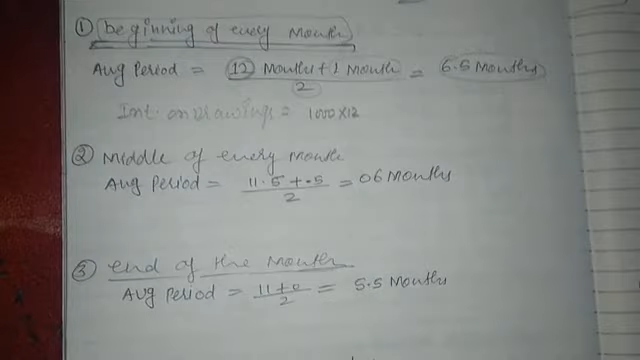 ① Beginning of every Month
Avg Period = 12 Months + 1 Month / 2 = 6.5 Months
Int. on Drawings = 1000×12
② Middle of every month
Avg Period = 11.5 + .5 / 2 = 06 Months
③ End of the Month
Avg Period = 11+0 / 2 = 5.5 Months